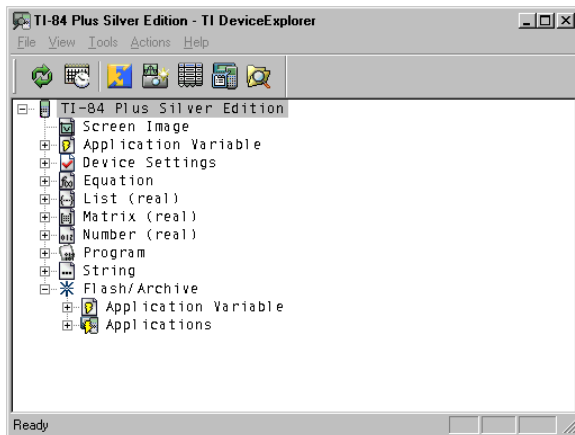 TI-84 Plus Silver Edition - TI DeviceExplorer
File View Tools Actions Help
TI-84 Plus Silver Edition
Screen Image
Application Variable
Device Settings
Equation
List (real)
Matrix (real)
Number (real)
Program
String
Flash/Archive
Application Variable
Applications
Ready